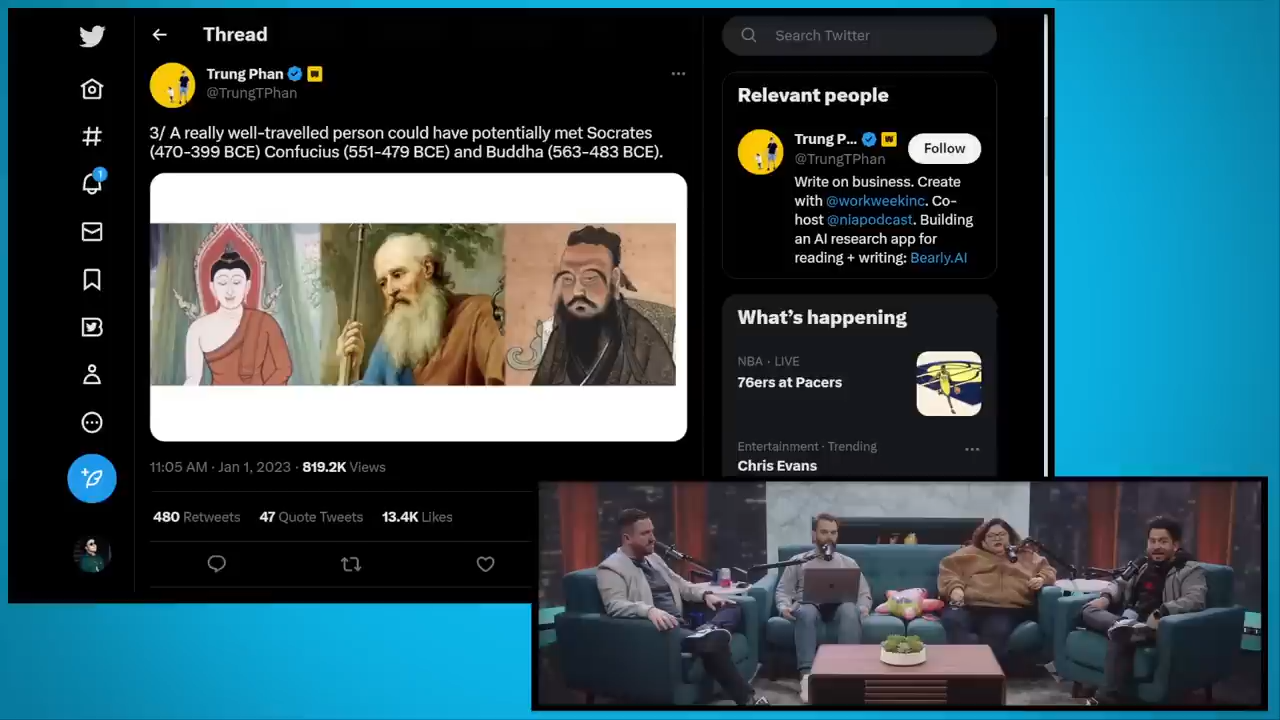 Thread
Trung Phan
@TrungTPhan
3/ A really well-travelled person could have potentially met Socrates
(470-399 BCE) Confucius (551-479 BCE) and Buddha (563-483 BCE).
11:05 AM · Jan 1, 2023 · 819.2K Views
480 Retweets 47 Quote Tweets 13.4K Likes
1
Search Twitter
Relevant people
Trung P...
@TrungTPhan
Follow
Write on business. Create
with @workweekinc. Co-
host @niapodcast. Building
an AI research app for
reading + writing: Bearly.AI
What's happening
NBA · LIVE
76ers at Pacers
Entertainment · Trending
Chris Evans